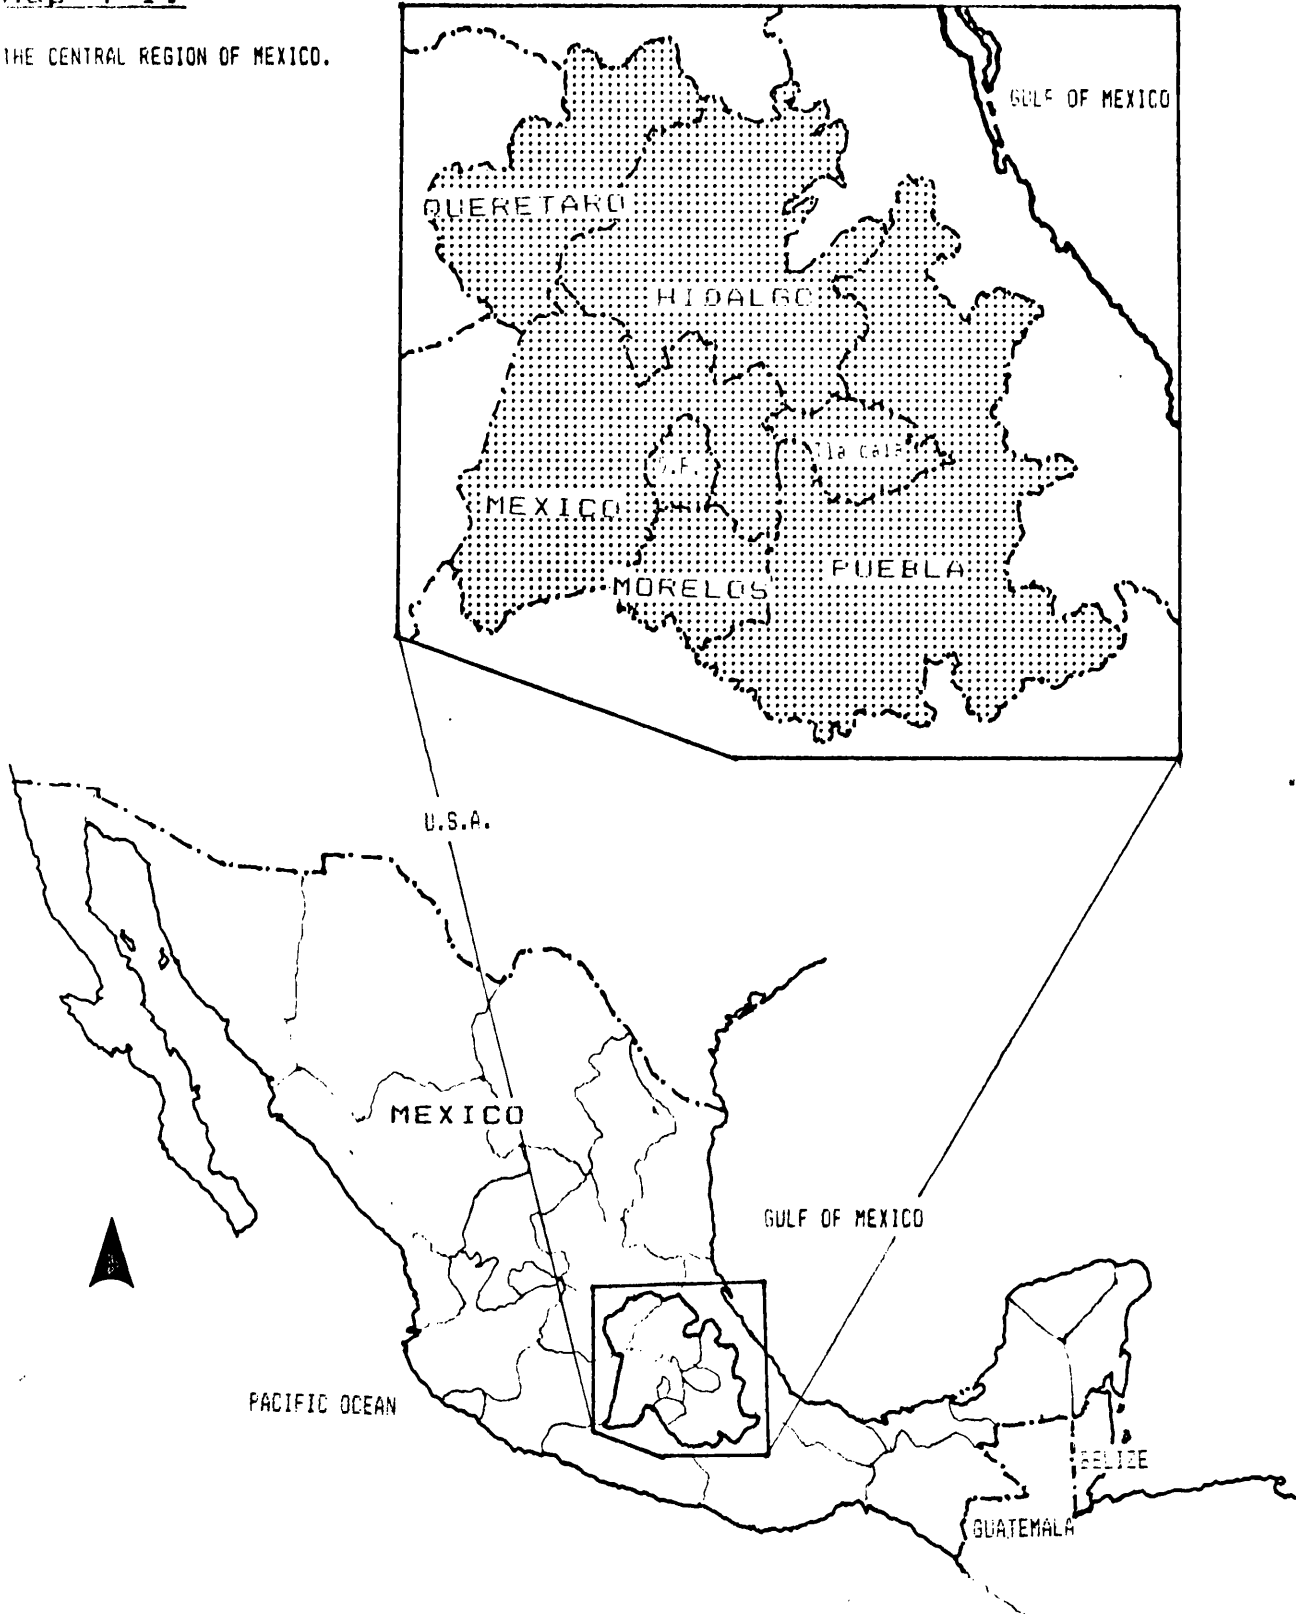 THE CENTRAL REGION OF MEXICO.
GULF OF MEXICO
QUERETARO
HIDALGO
D.F.
MEXICO
MORELOS
PUEBLA
U.S.A.
MEXICO
GULF OF MEXICO
PACIFIC OCEAN
BELIZE
GUATEMALA